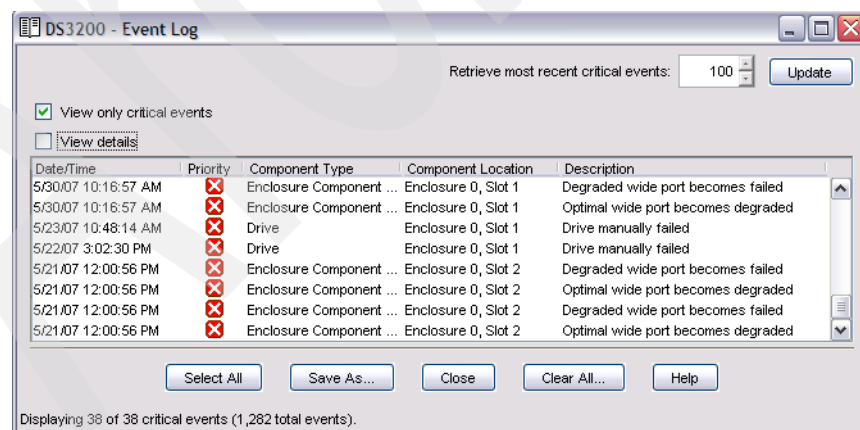 DS3200 - Event Log
Retrieve most recent critical events: 100 Update
View only critical events
View details
Date/Time Priority Component Type Component Location Description
5/30/07 10:16:57 AM Enclosure Component ... Enclosure 0, Slot 1 Degraded wide port becomes failed
5/30/07 10:16:57 AM Enclosure Component ... Enclosure 0, Slot 1 Optimal wide port becomes degraded
5/23/07 10:48:14 AM Drive Enclosure 0, Slot 1 Drive manually failed
5/22/07 3:02:30 PM Drive Enclosure 0, Slot 1 Drive manually failed
5/21/07 12:00:56 PM Enclosure Component ... Enclosure 0, Slot 2 Degraded wide port becomes failed
5/21/07 12:00:56 PM Enclosure Component ... Enclosure 0, Slot 2 Optimal wide port becomes degraded
5/21/07 12:00:56 PM Enclosure Component ... Enclosure 0, Slot 2 Degraded wide port becomes failed
5/21/07 12:00:56 PM Enclosure Component ... Enclosure 0, Slot 2 Optimal wide port becomes degraded
Select All Save As... Close Clear All... Help
Displaying 38 of 38 critical events (1,282 total events).